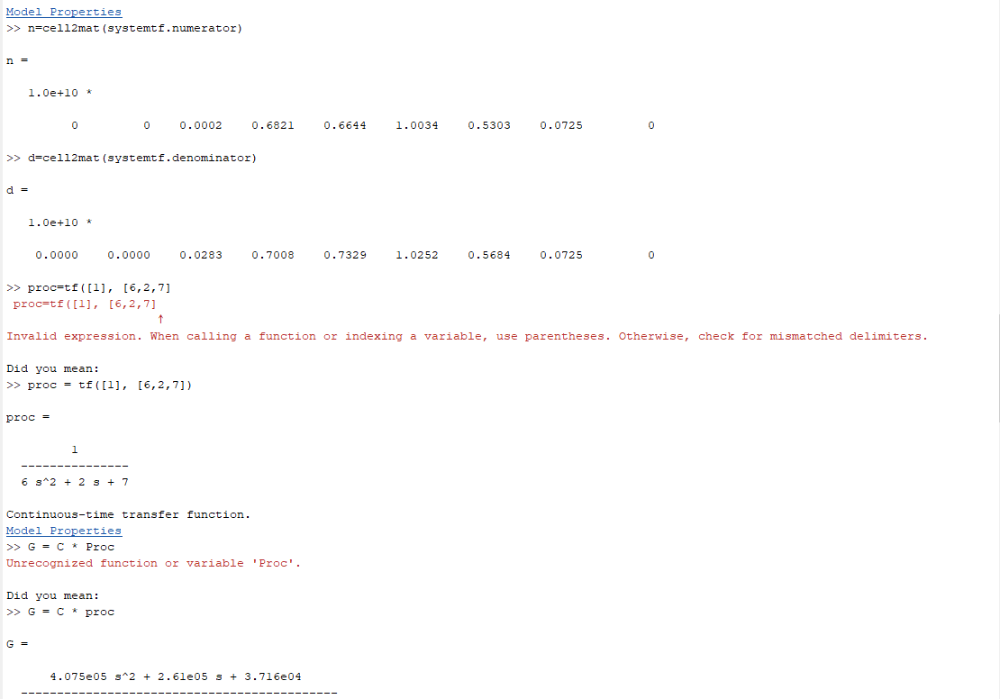 Model Properties
>> n=cell2mat(systemtf.numerator)
n =
1.0e+10 *
0 0 0.0002 0.6821 0.6644 1.0034 0.5303 0.0725 0
>> d=cell2mat(systemtf.denominator)
d =
1.0e+10 *
0.0000 0.0000 0.0283 0.7008 0.7329 1.0252 0.5684 0.0725 0
>> proc=tf([1], [6,2,7]
proc=tf([1], [6,2,7]
↑
Invalid expression. When calling a function or indexing a variable, use parentheses. Otherwise, check for mismatched delimiters.
Did you mean:
>> proc = tf([1], [6,2,7])
proc =
1
---------------
6 s^2 + 2 s + 7
Continuous-time transfer function.
Model Properties
>> G = C * Proc
Unrecognized function or variable 'Proc'.
Did you mean:
>> G = C * proc
G =
4.075e05 s^2 + 2.61e05 s + 3.716e04
--------------------------------------------